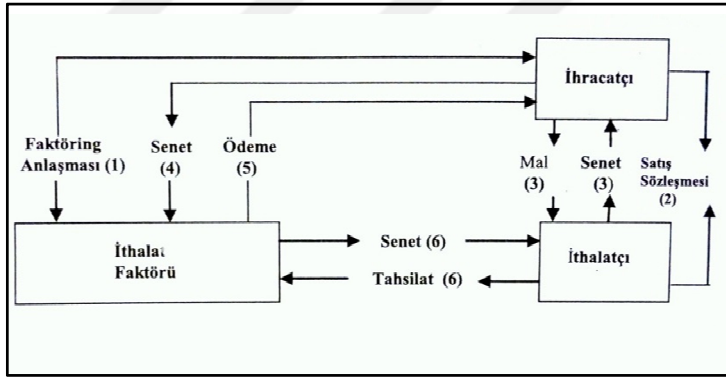 İhracatçı
Faktöring
Anlaşması (1)
Senet
(4)
Ödeme
(5)
Mal
(3)
Senet
(3)
Satış
Sözleşmesi
(2)
İthalat
Faktörü
Senet (6)
Tahsilat (6)
İthalatçı